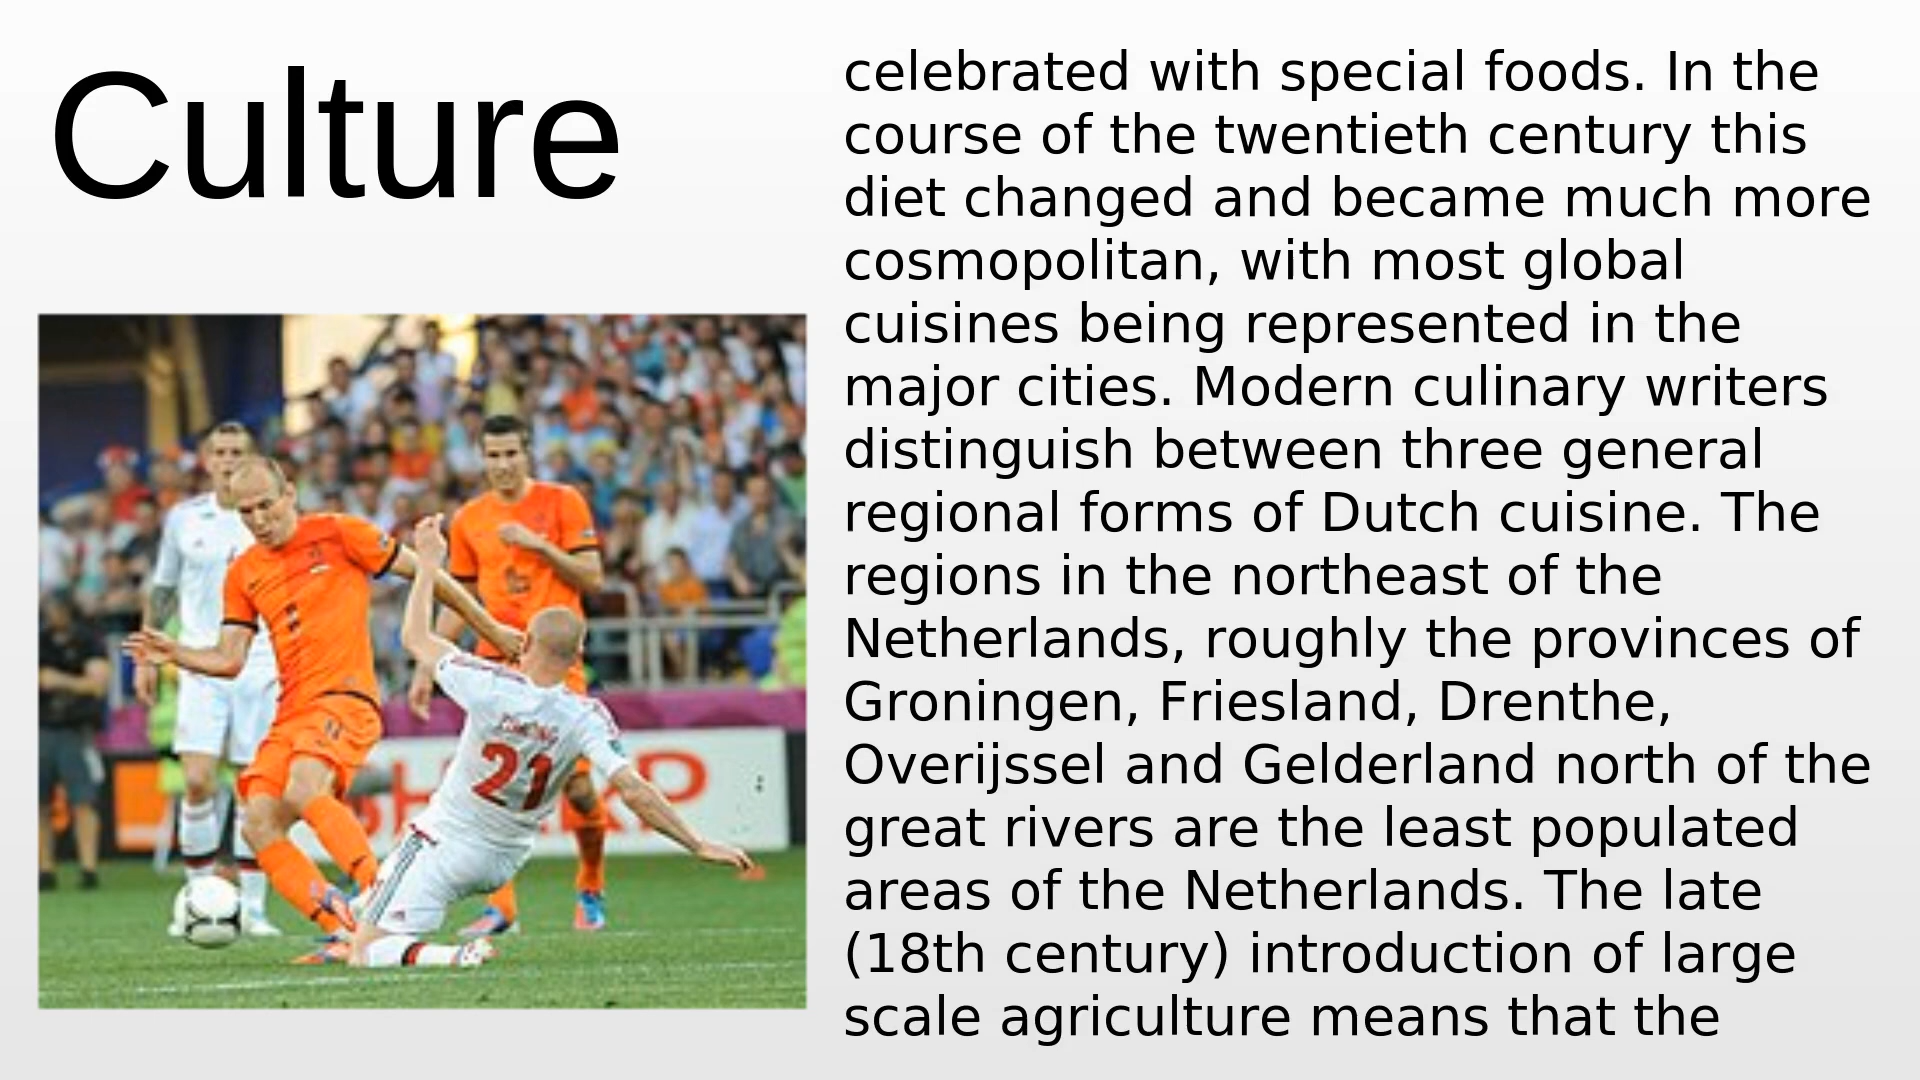 Culture
celebrated with special foods. In the
course of the twentieth century this
diet changed and became much more
cosmopolitan, with most global
cuisines being represented in the
major cities. Modern culinary writers
distinguish between three general
regional forms of Dutch cuisine. The
regions in the northeast of the
Netherlands, roughly the provinces of
Groningen, Friesland, Drenthe,
Overijssel and Gelderland north of the
great rivers are the least populated
areas of the Netherlands. The late
(18th century) introduction of large
scale agriculture means that the
21
11